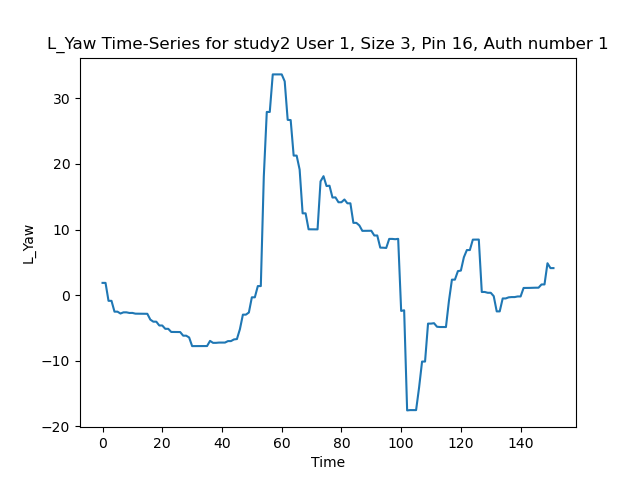 L_Yaw Time-Series for study2 User 1, Size 3, Pin 16, Auth number 1
30
20
10
0
−10
−20
L_Yaw
0 20 40 60 80 100 120 140
Time